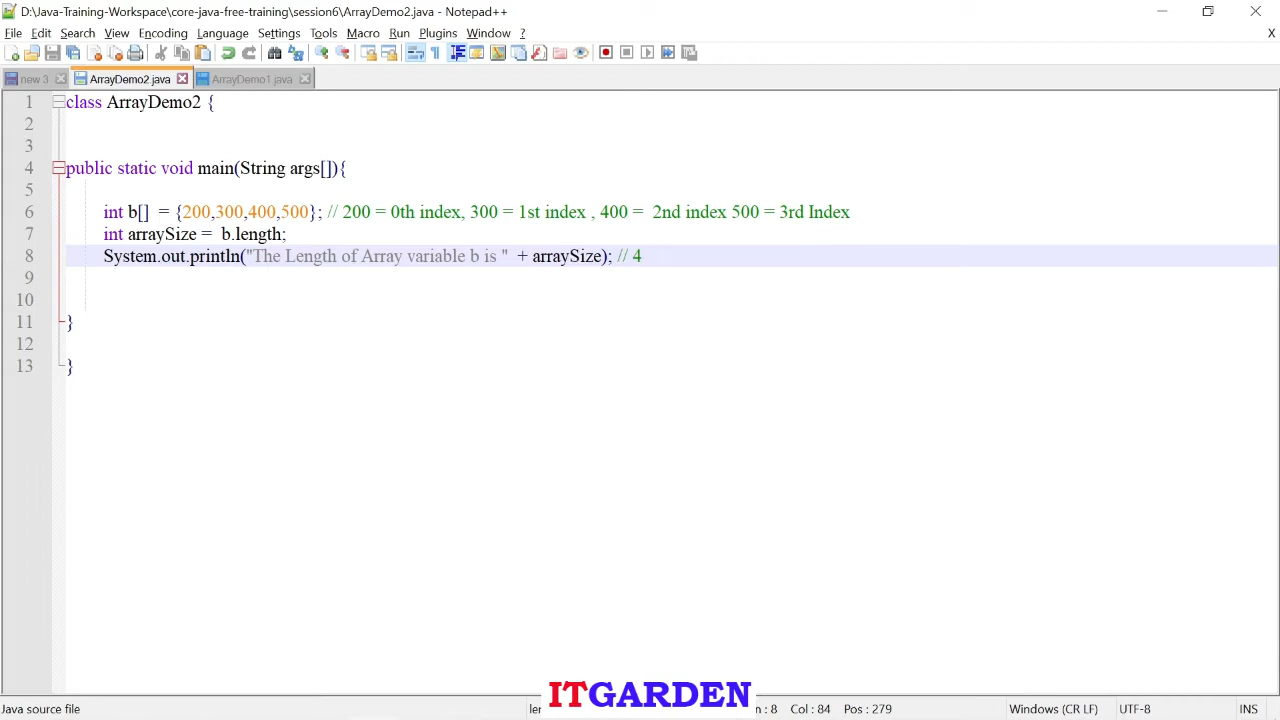 D:\Java-Training-Workspace\core-java-free-training\session6\ArrayDemo2.java - Notepad++
File Edit Search View Encoding Language Settings Tools Macro Run Plugins Window ? X
new 3 ArrayDemo2.java ArrayDemo1.java
1 class ArrayDemo2 {
2
3
4 public static void main(String args[]){
5
6 int b[]  = {200,300,400,500}; // 200 = 0th index, 300 = 1st index , 400 =  2nd index 500 = 3rd Index
7 int arraySize =  b.length;
8 System.out.println("The Length of Array variable b is "  + arraySize); // 4
9
10
11 }
12
13 }
ITGARDEN
Java source file Col : 84 Pos : 279 Windows (CR LF) UTF-8 INS